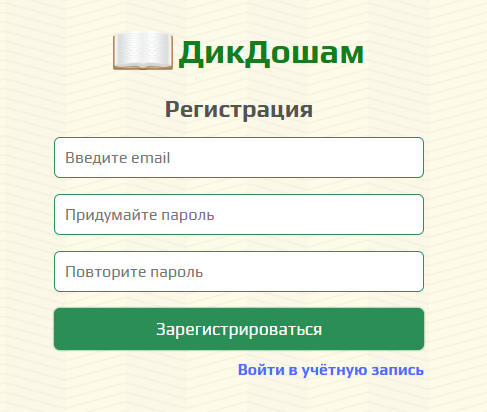 ДикДошам
Регистрация
Введите email
Придумайте пароль
Повторите пароль
Зарегистрироваться
Войти в учётную запись